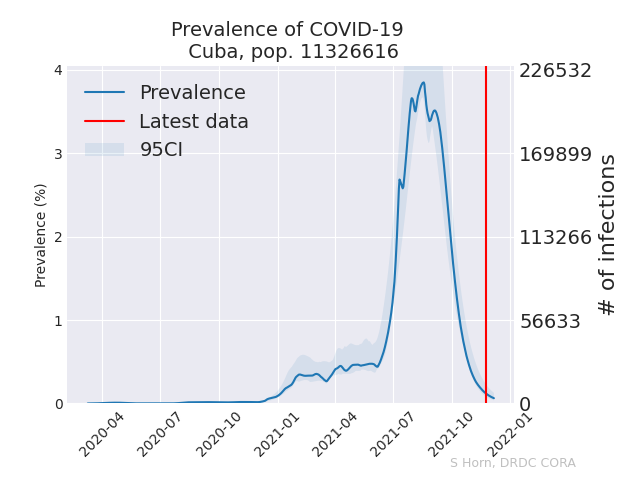 Prevalence of COVID-19
Cuba, pop. 11326616
Prevalence
Latest data
95CI
Prevalence (%)
4
3
2
1
0
226532
169899
113266
56633
0
# of infections
2020-04
2020-07
2020-10
2021-01
2021-04
2021-07
2021-10
2022-01
S Horn, DRDC CORA